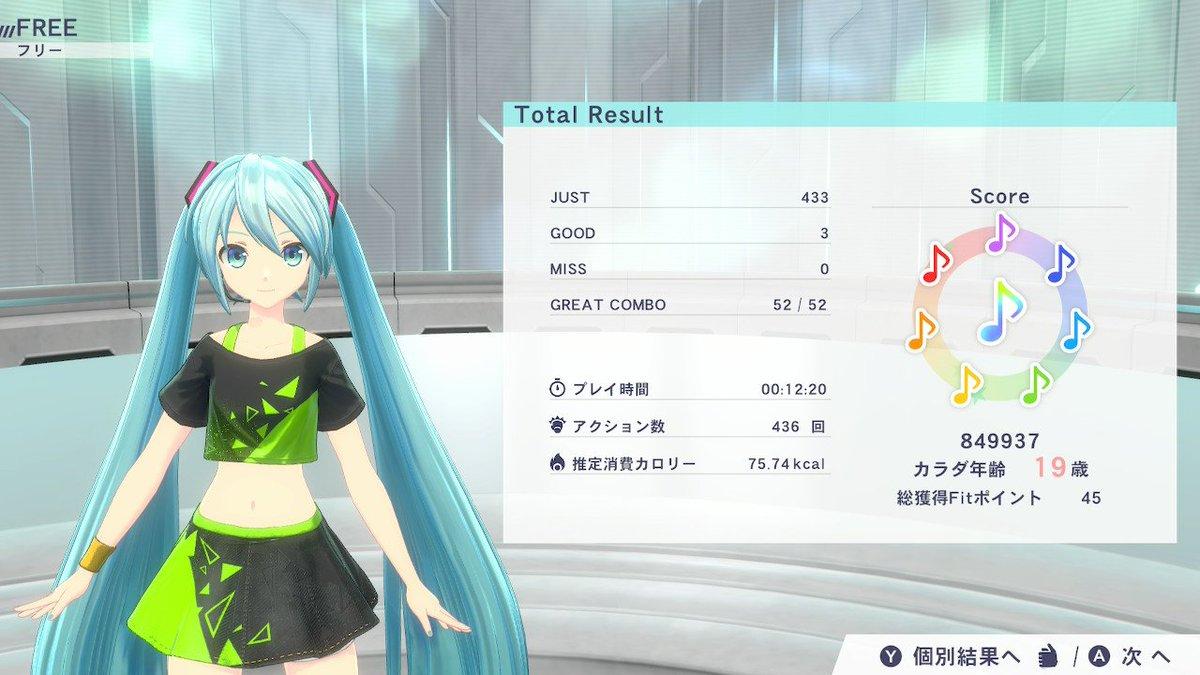 FREE
フリー
Total Result
JUST 433
GOOD 3
MISS 0
GREAT COMBO 52 / 52
プレイ時間 00:12:20
アクション数 436 回
推定消費カロリー 75.74kcal
Score
849937
カラダ年齢 19歳
総獲得Fitポイント 45
Y 個別結果へ / A 次 へ